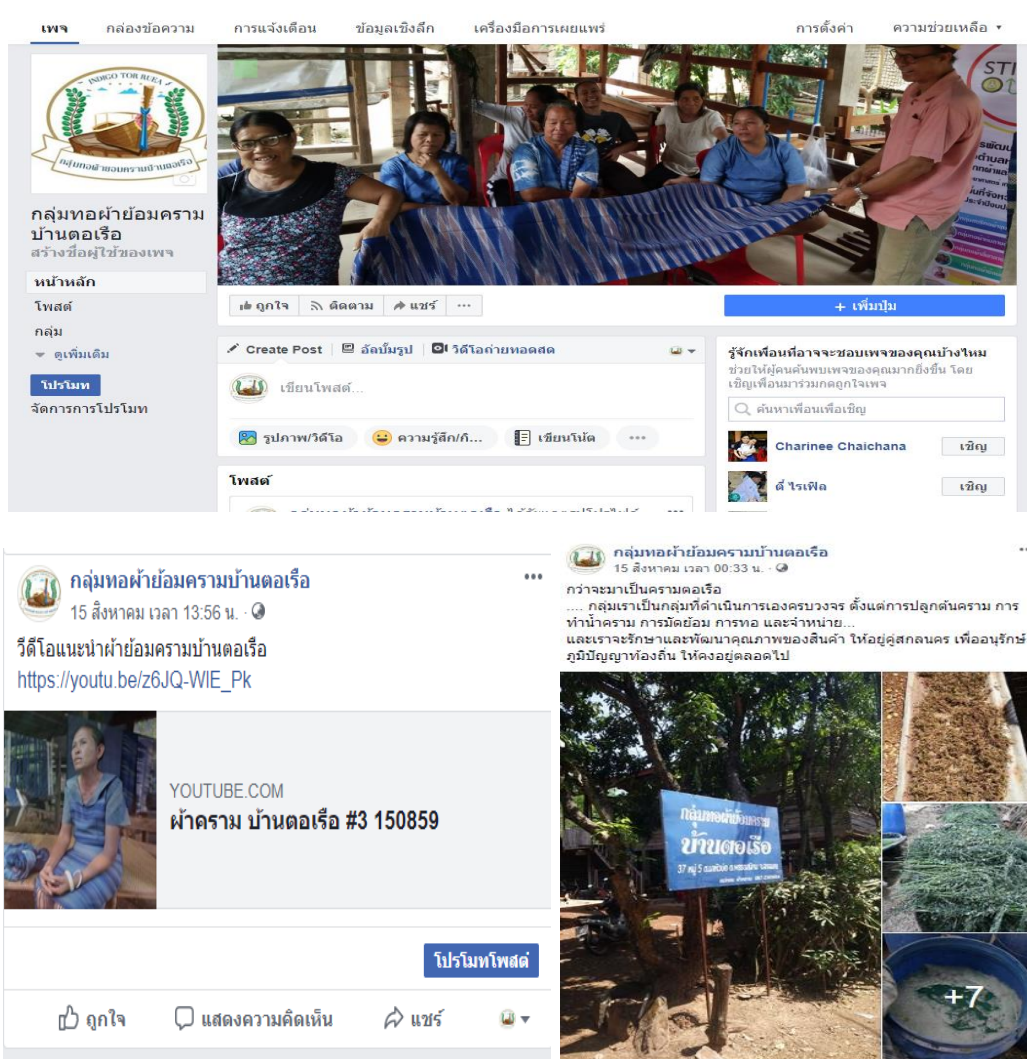 เพจ กล่องข้อความ การแจ้งเตือน ข้อมูลเชิงลึก เครื่องมือการเผยแพร่ การตั้งค่า ความช่วยเหลือ
INDIGO TOR RUEA
กลุ่มทอผ้าย้อมครามบ้านตอเรือ
กลุ่มทอผ้าย้อมคราม
บ้านตอเรือ
สร้างชื่อผู้ใช้ของเพจ
หน้าหลัก
โพสต์
กลุ่ม
ดูเพิ่มเติม
โปรโมท
จัดการการโปรโมท
ถูกใจ ติดตาม แชร์ ...
+ เพิ่มปุ่ม
Create Post อัลบั้มรูป วิดีโอถ่ายทอดสด
เขียนโพสต์...
รูปภาพ/วิดีโอ ความรู้สึก/กิ... เขียนโน้ต ...
โพสต์
รู้จักเพื่อนที่อาจจะชอบเพจของคุณบ้างไหม
ช่วยให้ผู้คนค้นพบเพจของคุณมากยิ่งขึ้น โดย
เชิญเพื่อนมาร่วมกดถูกใจเพจ
ค้นหาเพื่อนเพื่อเชิญ
Charinee Chaichana เชิญ
ตี๋ ไรเฟิล เชิญ
กลุ่มทอผ้าย้อมครามบ้านตอเรือ
15 สิงหาคม เวลา 13:56 น. ·
วีดีโอแนะนำผ้าย้อมครามบ้านตอเรือ
https://youtu.be/z6JQ-WlE_Pk
YOUTUBE.COM
ผ้าคราม บ้านตอเรือ #3 150859
โปรโมทโพสต์
ถูกใจ แสดงความคิดเห็น แชร์
กลุ่มทอผ้าย้อมครามบ้านตอเรือ
15 สิงหาคม เวลา 00:33 น. ·
กว่าจะมาเป็นครามตอเรือ
.... กลุ่มเราเป็นกลุ่มที่ดำเนินการเองครบวงจร ตั้งแต่การปลูกต้นคราม การ
ทำน้ำคราม การมัดย้อม การทอ และจำหน่าย...
และเราจะรักษาและพัฒนาคุณภาพของสินค้า ให้อยู่คู่สกลนคร เพื่ออนุรักษ์
ภูมิปัญญาท้องถิ่น ให้คงอยู่ตลอดไป
กลุ่มทอผ้าย้อมคราม
บ้านตอเรือ
37 หมู่ 5
+7